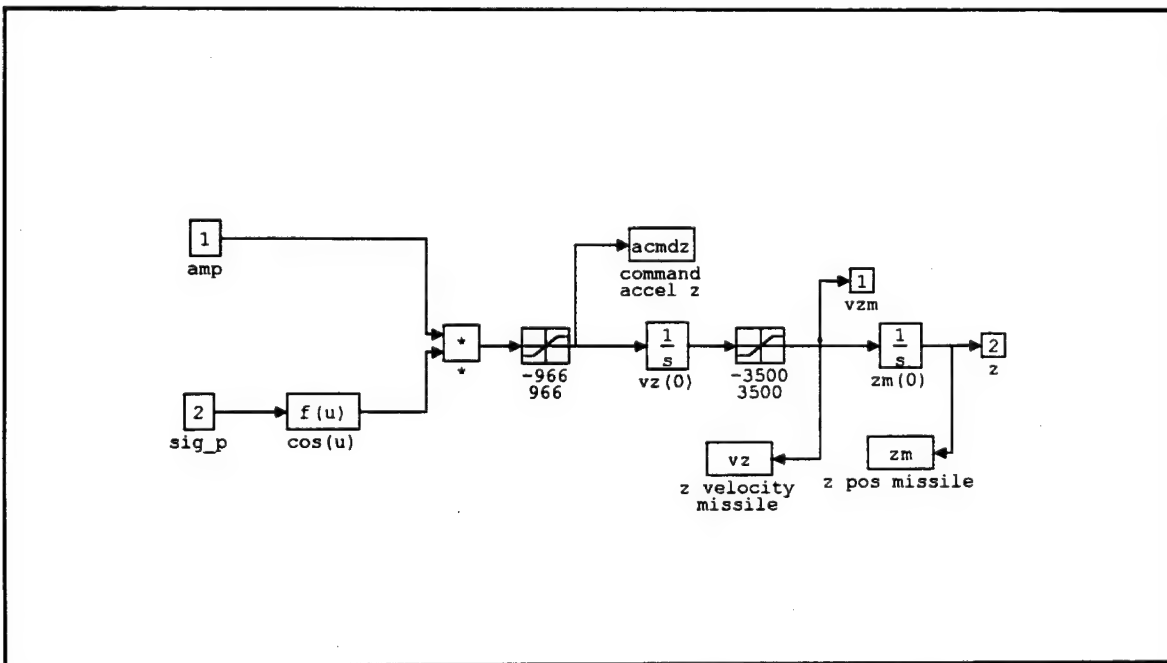 1
amp
acmdz
command
accel z
1
vzm
*
*
-966
966
1
s
vz(0)
-3500
3500
1
s
zm(0)
2
z
2
sig_p
f(u)
cos(u)
vz
z velocity
missile
zm
z pos missile